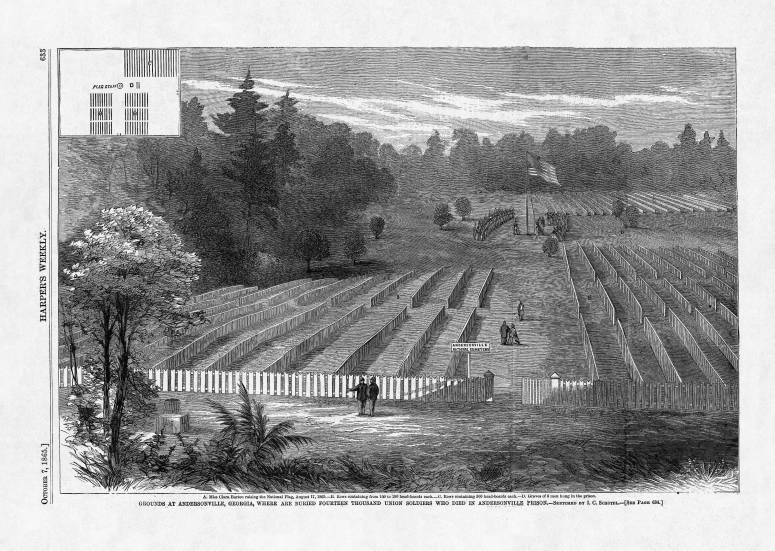 633
HARPER'S WEEKLY.
OCTOBER 7, 1865.]
FLAG STAFF
D
C
B
B
ANDERSONVILLE
NATIONAL CEMETERY
A. Miss Clara Barton raising the National Flag, August 17, 1865.—B. Rows containing from 100 to 150 head-boards each.—C. Rows containing 300 head-boards each.—D. Graves of 6 men hung in the prison.
GROUNDS AT ANDERSONVILLE, GEORGIA, WHERE ARE BURIED FOURTEEN THOUSAND UNION SOLDIERS WHO DIED IN ANDERSONVILLE PRISON.—SKETCHED BY I. C. SCHOTEL.—[SEE PAGE 634.]